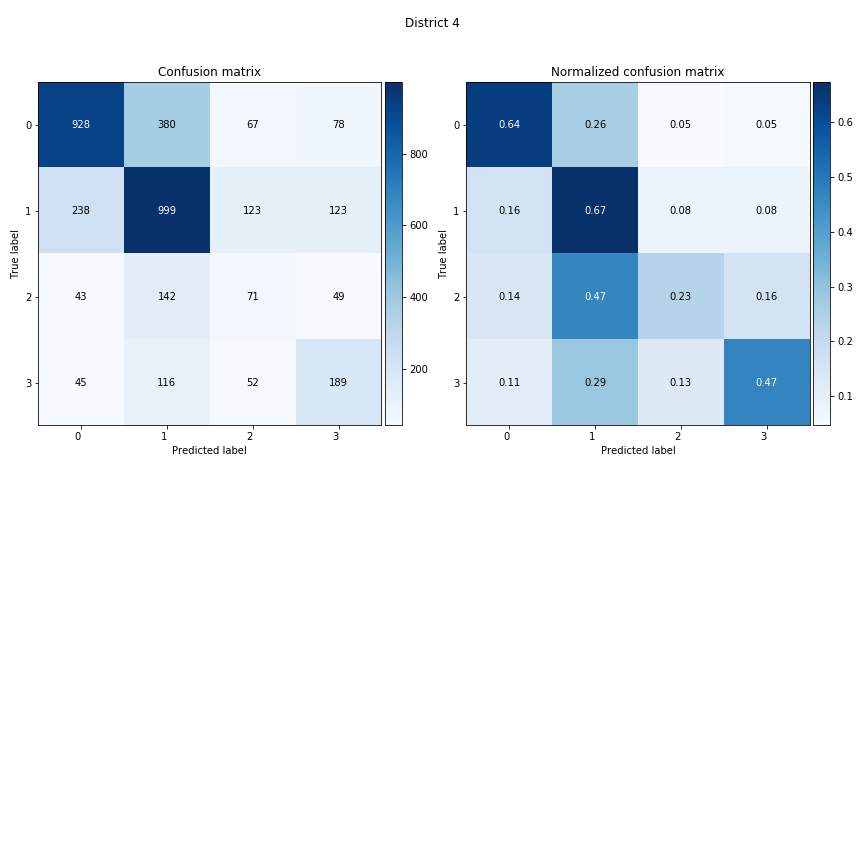 District 4
Confusion matrix
0 928 380 67 78
1 238 999 123 123
2 43 142 71 49
3 45 116 52 189
0 1 2 3
True label
Predicted label
800
600
400
200
Normalized confusion matrix
0 0.64 0.26 0.05 0.05
1 0.16 0.67 0.08 0.08
2 0.14 0.47 0.23 0.16
3 0.11 0.29 0.13 0.47
0 1 2 3
True label
Predicted label
0.6
0.5
0.4
0.3
0.2
0.1